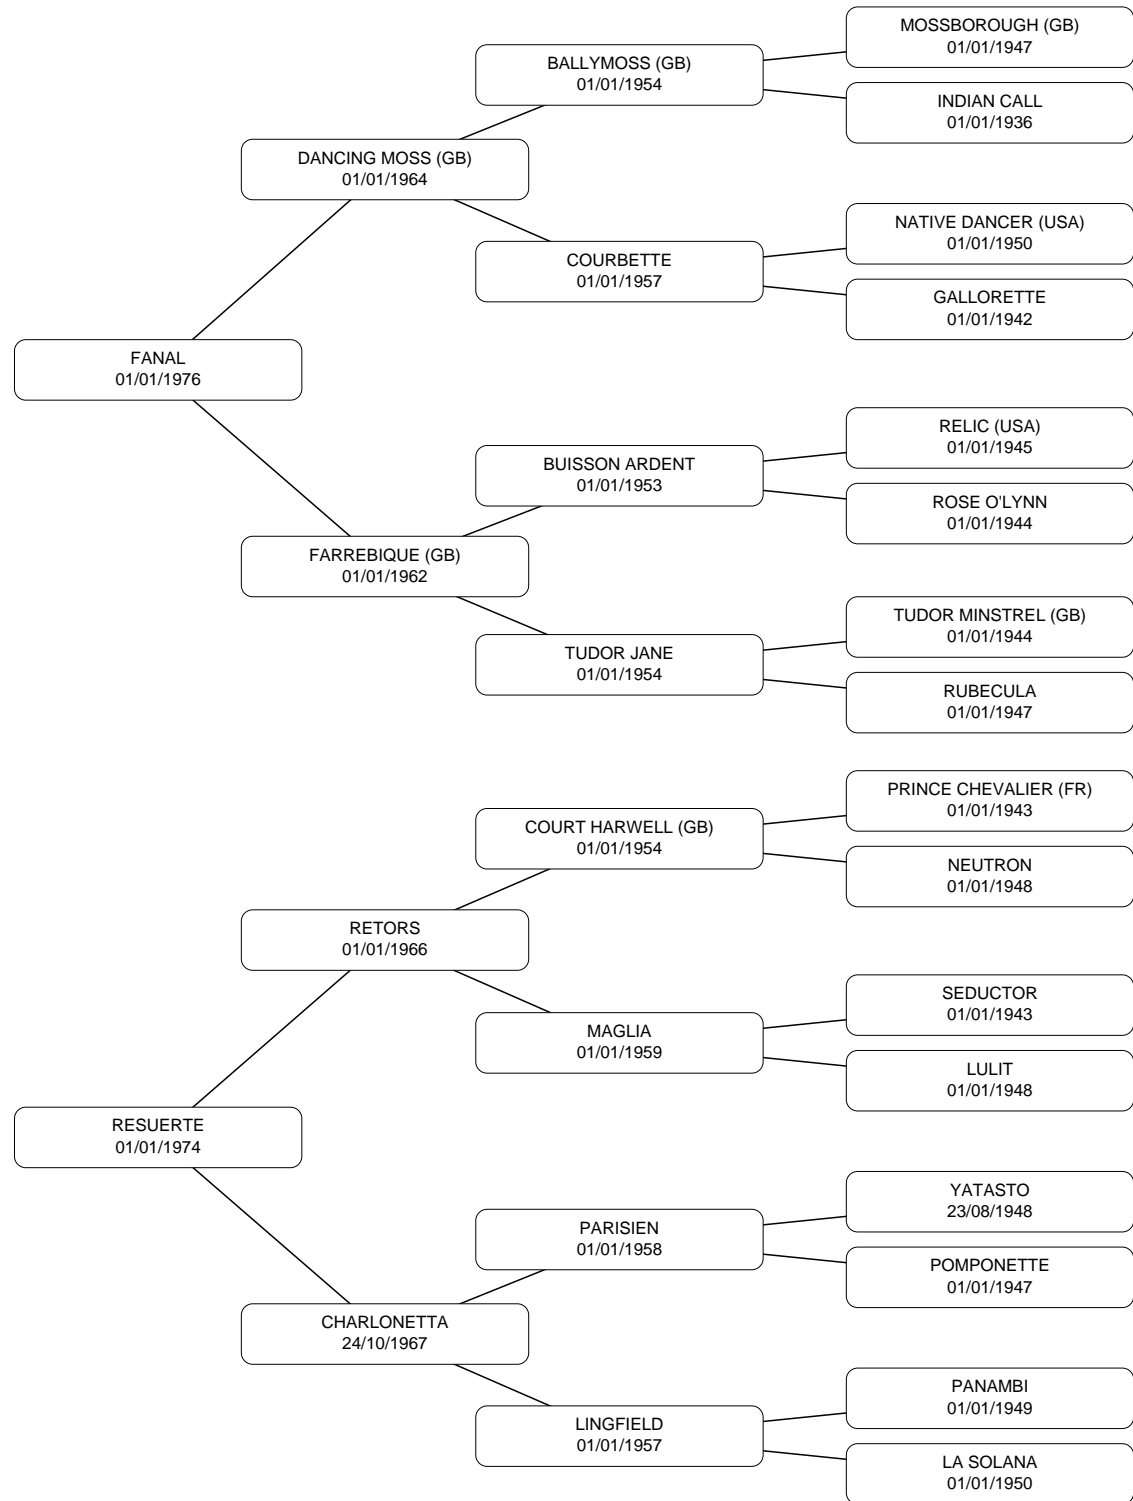 MOSSBOROUGH (GB)
01/01/1947
BALLYMOSS (GB)
01/01/1954
INDIAN CALL
01/01/1936
DANCING MOSS (GB)
01/01/1964
NATIVE DANCER (USA)
01/01/1950
COURBETTE
01/01/1957
GALLORETTE
01/01/1942
FANAL
01/01/1976
RELIC (USA)
01/01/1945
BUISSON ARDENT
01/01/1953
ROSE O'LYNN
01/01/1944
FARREBIQUE (GB)
01/01/1962
TUDOR MINSTREL (GB)
01/01/1944
TUDOR JANE
01/01/1954
RUBECULA
01/01/1947
PRINCE CHEVALIER (FR)
01/01/1943
COURT HARWELL (GB)
01/01/1954
NEUTRON
01/01/1948
RETORS
01/01/1966
SEDUCTOR
01/01/1943
MAGLIA
01/01/1959
LULIT
01/01/1948
RESUERTE
01/01/1974
YATASTO
23/08/1948
PARISIEN
01/01/1958
POMPONETTE
01/01/1947
CHARLONETTA
24/10/1967
PANAMBI
01/01/1949
LINGFIELD
01/01/1957
LA SOLANA
01/01/1950